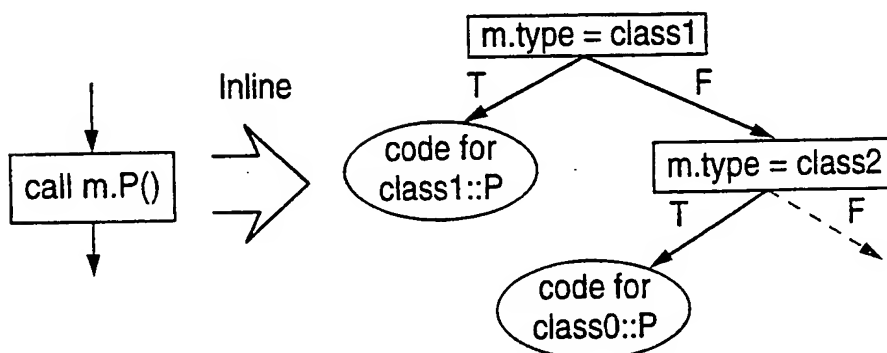 m.type = class1
T
F
Inline
call m.P()
code for
class1::P
m.type = class2
T
F
code for
class0::P